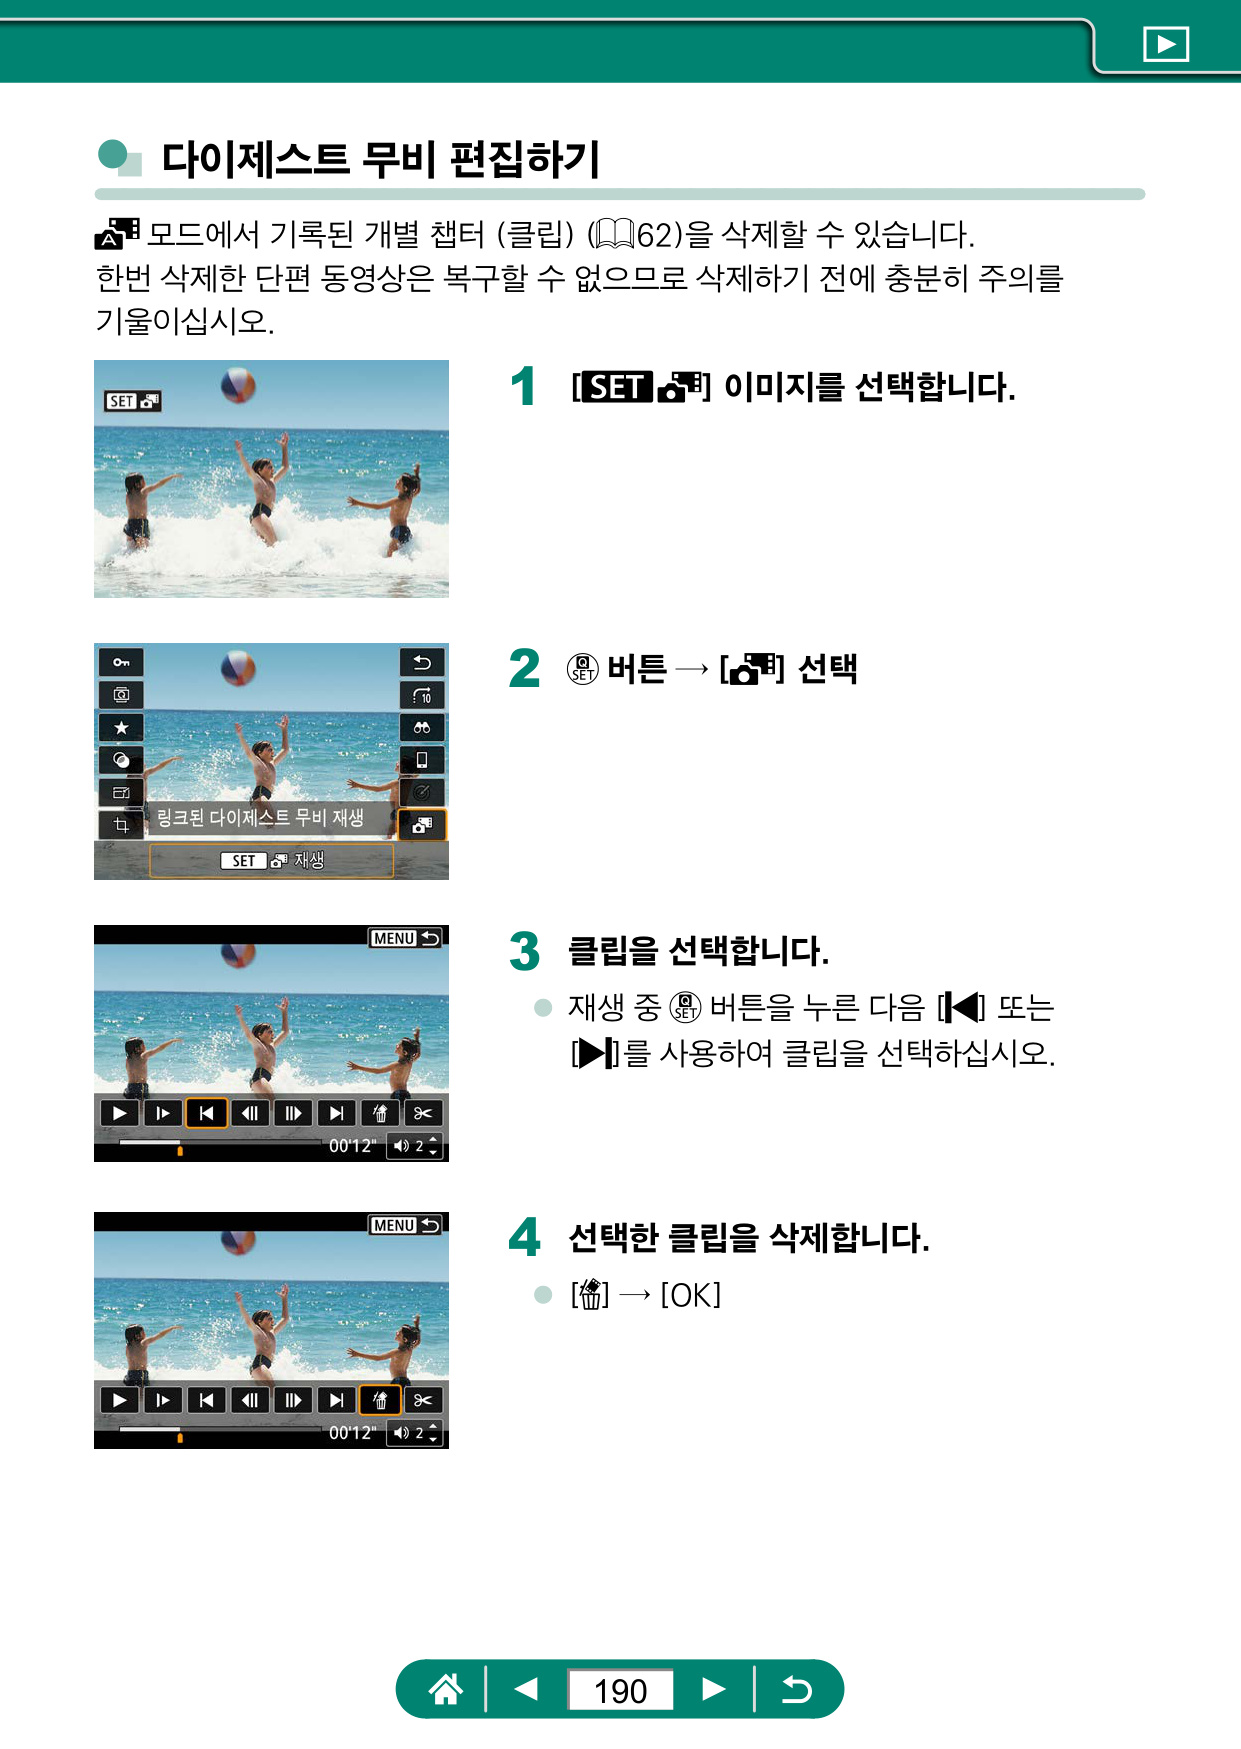 다이제스트 무비 편집하기
A 모드에서 기록된 개별 챕터 (클립) (62)을 삭제할 수 있습니다.
한번 삭제한 단편 동영상은 복구할 수 없으므로 삭제하기 전에 충분히 주의를
기울이십시오.
SET
1 [SET] 이미지를 선택합니다.
2 Q SET 버튼 → [] 선택
10
링크된 다이제스트 무비 재생
SET 재생
MENU
00'12"
2
3 클립을 선택합니다.
재생 중 Q SET 버튼을 누른 다음 [] 또는
[]를 사용하여 클립을 선택하십시오.
MENU
00'12"
2
4 선택한 클립을 삭제합니다.
[] → [OK]
190